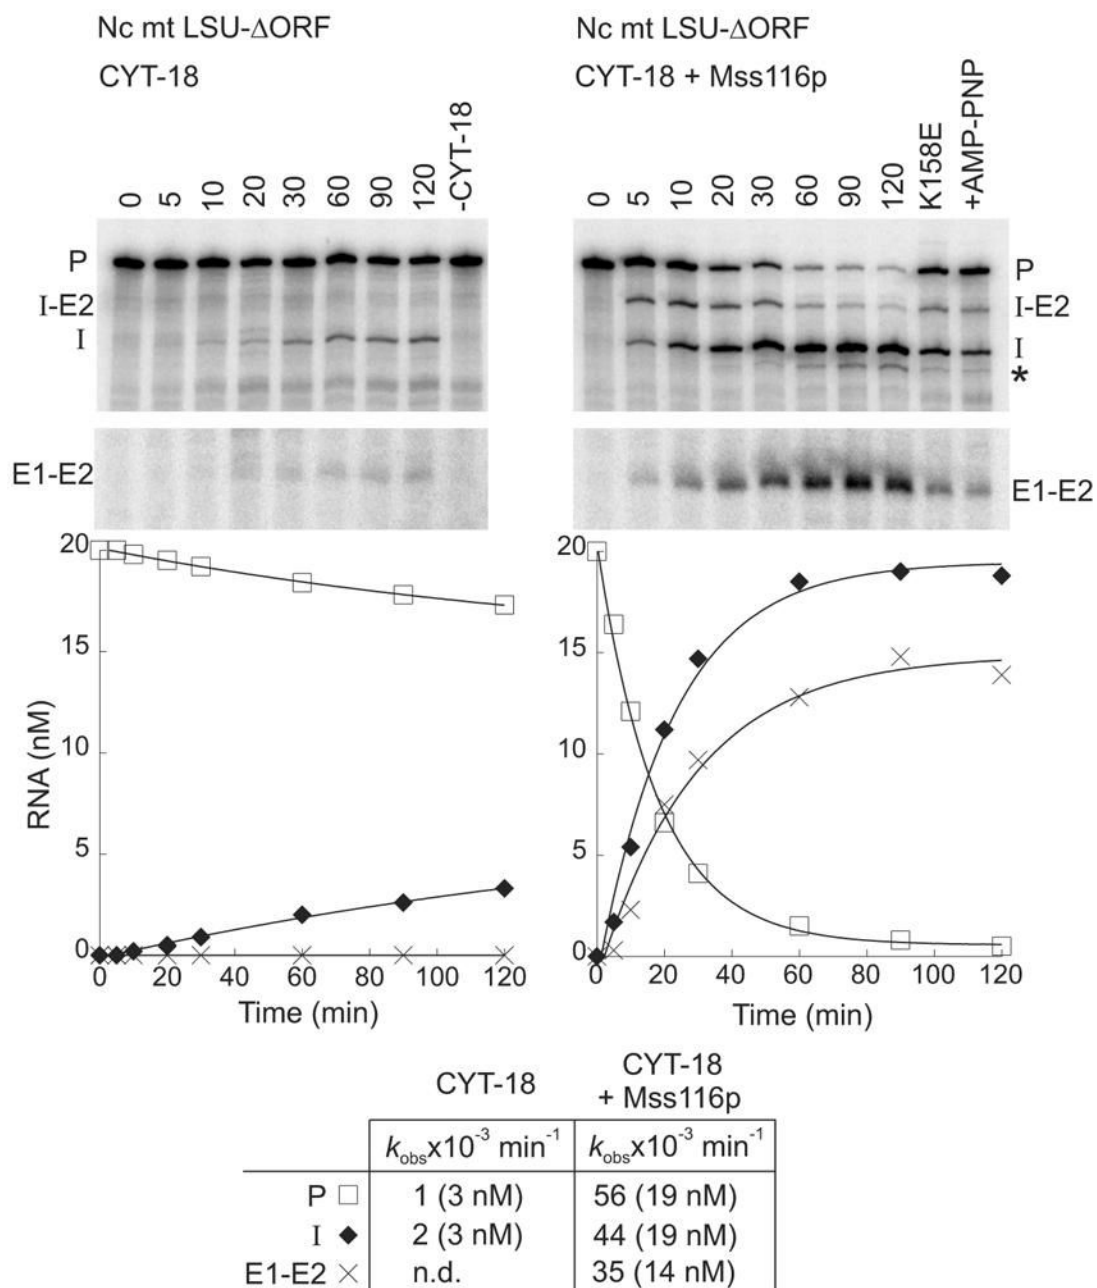 Nc mt LSU-ΔORF
CYT-18
0 5 10 20 30 60 90 120 -CYT-18
P
I-E2
I
E1-E2
Nc mt LSU-ΔORF
CYT-18 + Mss116p
0 5 10 20 30 60 90 120 K158E +AMP-PNP
P
I-E2
I
*
E1-E2
RNA (nM)
20
15
10
5
0
0 20 40 60 80 100 120
Time (min)
20
15
10
5
0
0 20 40 60 80 100 120
Time (min)
CYT-18
CYT-18
+ Mss116p
kobsx10-3 min-1 kobsx10-3 min-1
P □ 1 (3 nM) 56 (19 nM)
I ◆ 2 (3 nM) 44 (19 nM)
E1-E2 × n.d. 35 (14 nM)